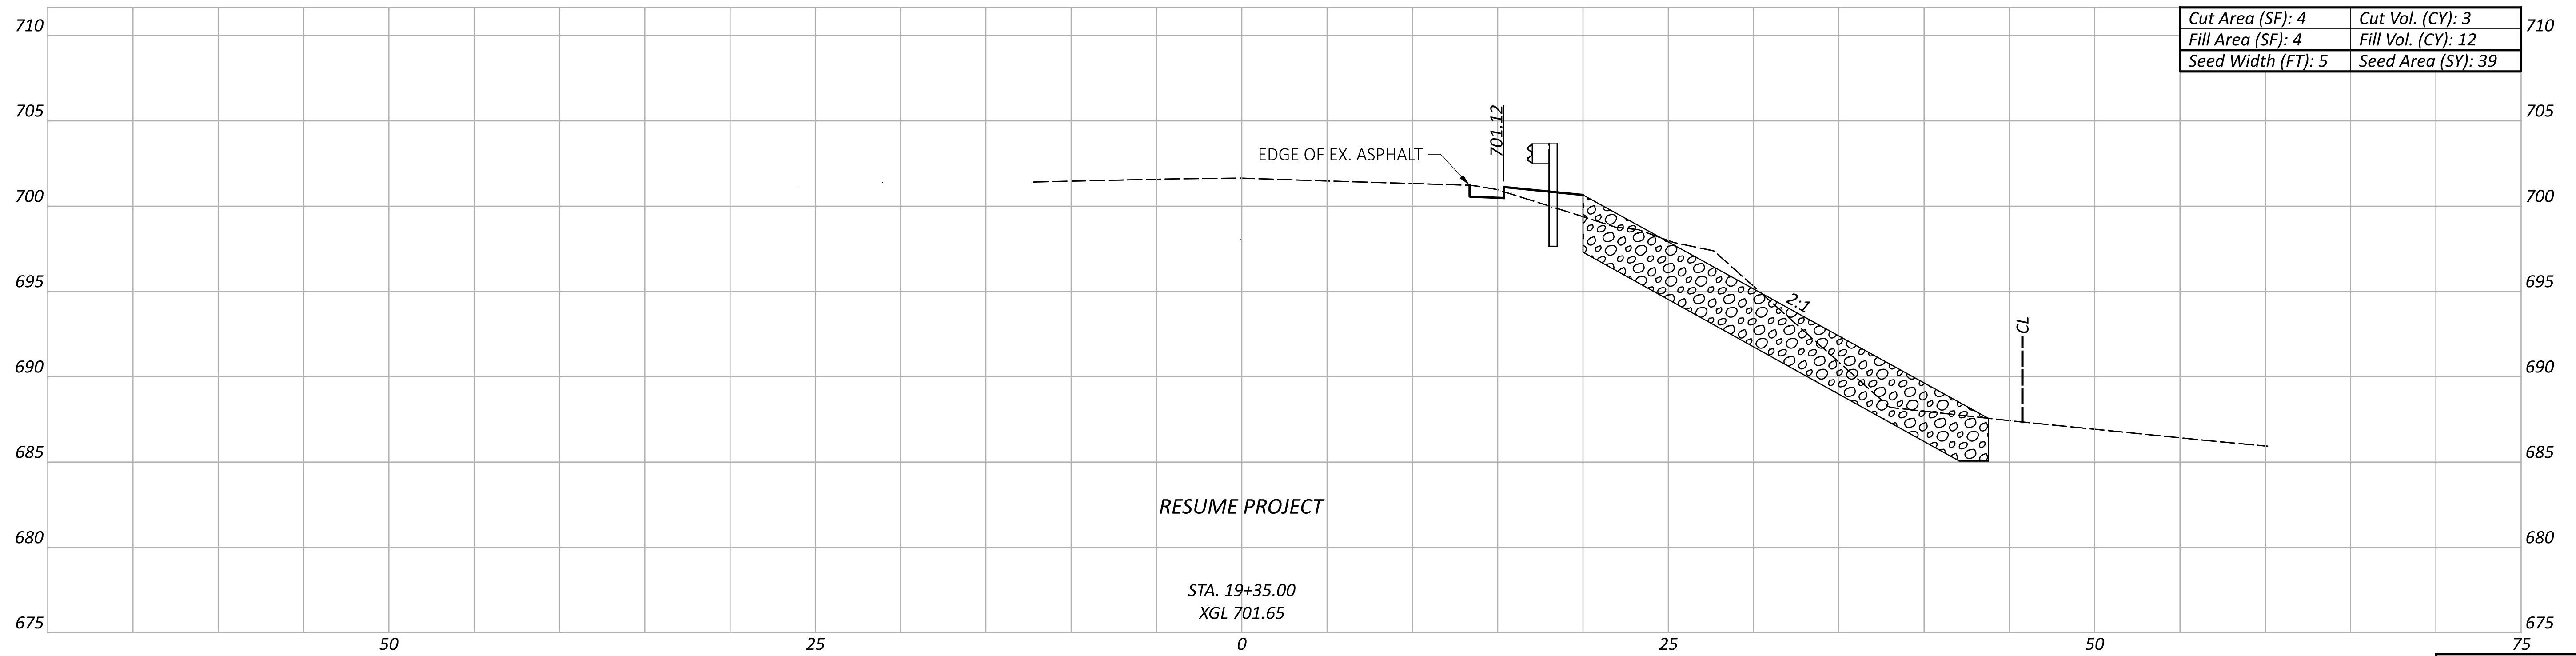 710
Cut Area (SF): 4 Cut Vol. (CY): 3
710
Fill Area (SF): 4 Fill Vol. (CY): 12
Seed Width (FT): 5 Seed Area (SY): 39
705
701.12
705
EDGE OF EX. ASPHALT
700
700
695
2:1
695
CL
690
690
685
685
RESUME PROJECT
680
680
STA. 19+35.00
XGL 701.65
675
675
50 25 0 25 50 75